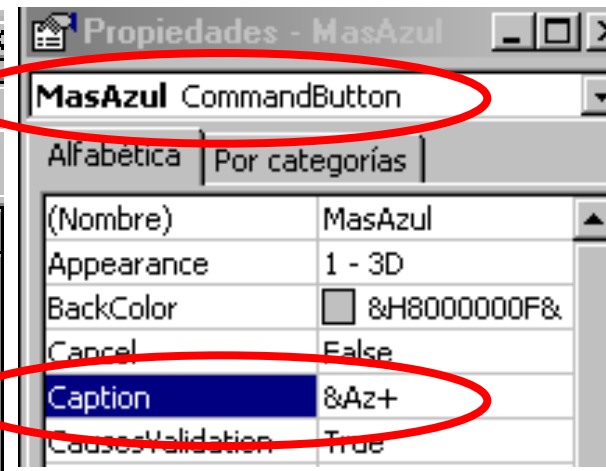 Propiedades - MasAzul
MasAzul CommandButton
Alfabética Por categorías
(Nombre) MasAzul
Appearance 1 - 3D
BackColor &H8000000F&
Cancel False
Caption &Az+
CausesValidation True